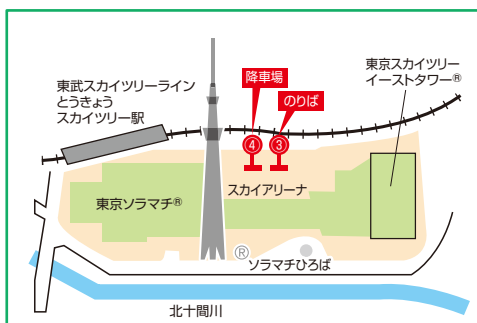 降車場
のりば
④
③
東京スカイツリー
イーストタワー®
東武スカイツリーライン
とうきょう
スカイツリー駅
スカイアリーナ
東京ソラマチ®
®
ソラマチひろば
北十間川